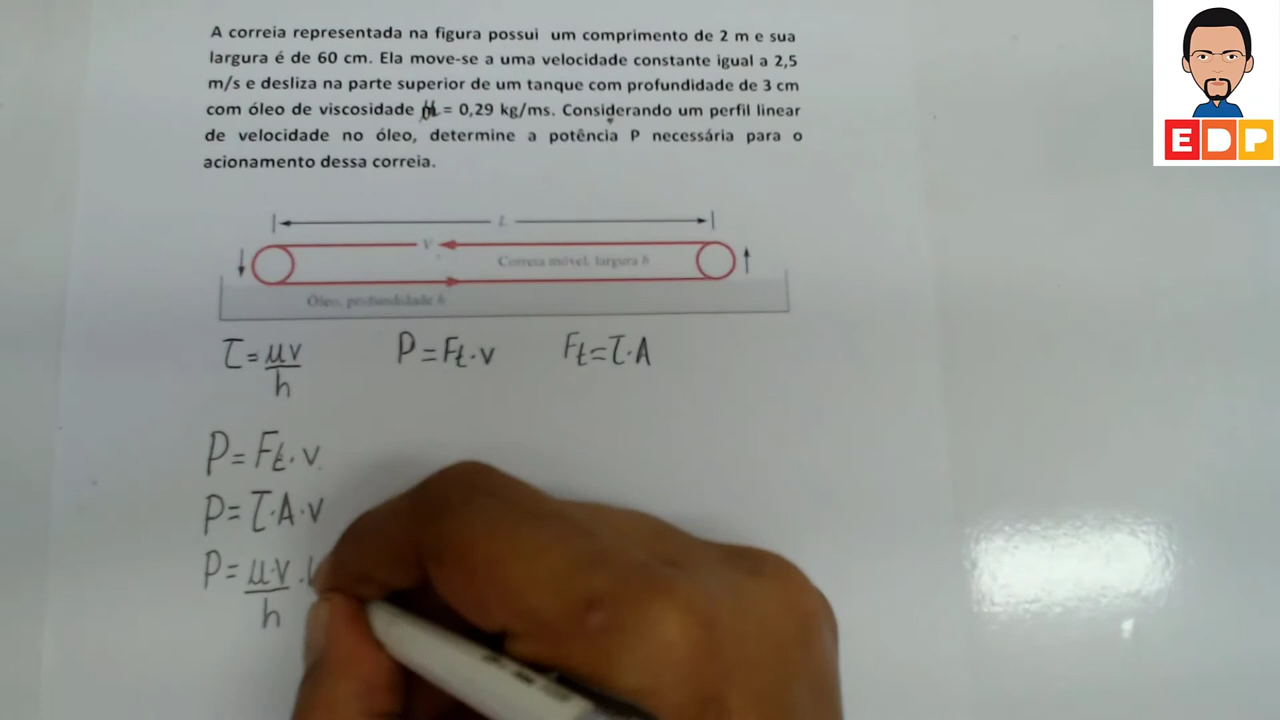 A correia representada na figura possui um comprimento de 2 m e sua
largura é de 60 cm. Ela move-se a uma velocidade constante igual a 2,5
m/s e desliza na parte superior de um tanque com profundidade de 3 cm
com óleo de viscosidade μ = 0,29 kg/ms. Considerando um perfil linear
de velocidade no óleo, determine a potência P necessária para o
acionamento dessa correia.
EDP
L
V
Correia móvel, largura b
Óleo, profundidade h
τ = μv/h P = Ft·v Ft = τ·A
P = Ft·v
P = τ·A·v
P = μ·v/h ·